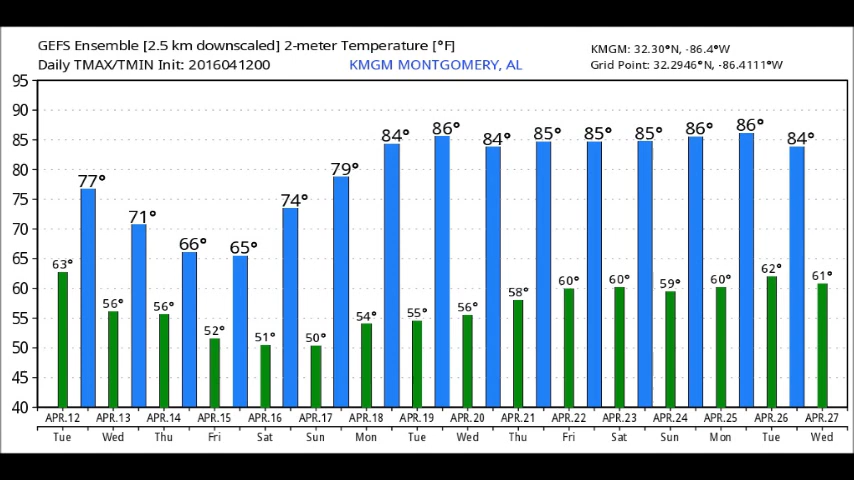 GEFS Ensemble [2.5 km downscaled] 2-meter Temperature [°F]
KMGM: 32.30°N, -86.4°W
Daily TMAX/TMIN Init: 2016041200 KMGM MONTGOMERY, AL
Grid Point: 32.2946°N, -86.4111°W
95
90
85
80
75
70
65
60
55
50
45
40
77° 71° 66° 65° 74° 79° 84° 86° 84° 85° 85° 85° 86° 86° 84°
63° 56° 56° 52° 51° 50° 54° 55° 56° 58° 60° 60° 59° 60° 62° 61°
APR.12 APR.13 APR.14 APR.15 APR.16 APR.17 APR.18 APR.19 APR.20 APR.21 APR.22 APR.23 APR.24 APR.25 APR.26 APR.27
Tue Wed Thu Fri Sat Sun Mon Tue Wed Thu Fri Sat Sun Mon Tue Wed